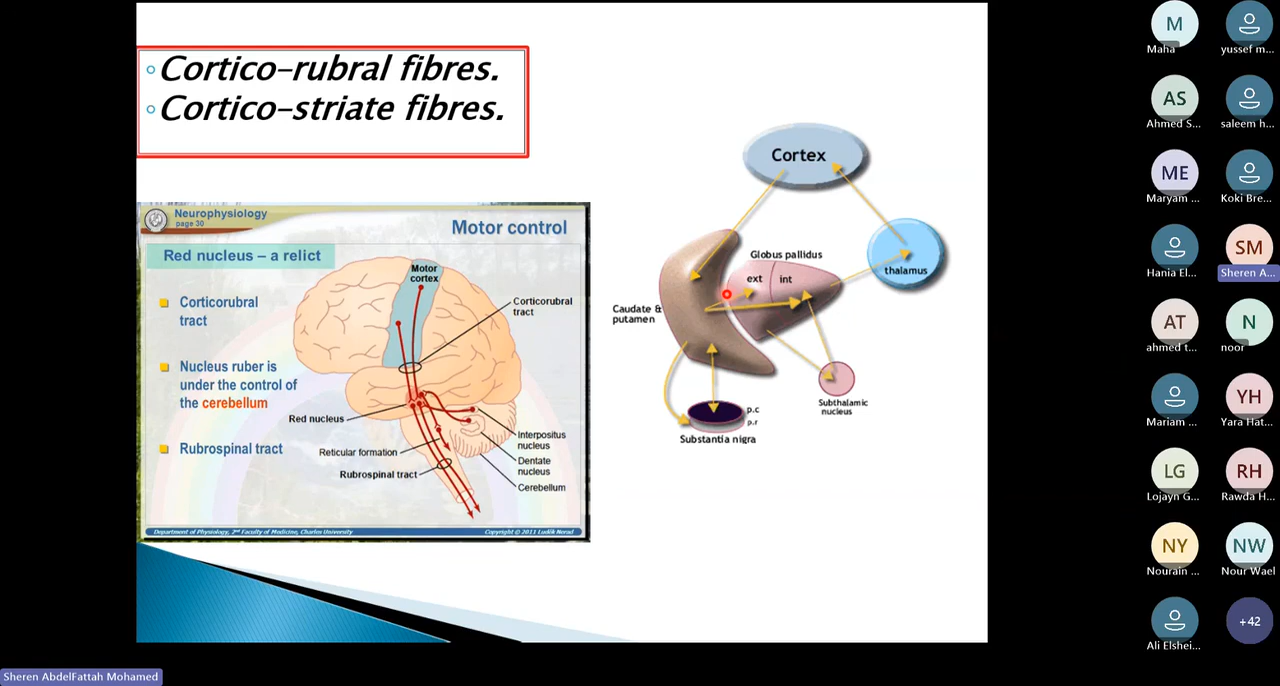 Cortico-rubral fibres.
Cortico-striate fibres.
Neurophysiology
page 30
Motor control
Red nucleus – a relict
Corticorubral
tract
Nucleus ruber is
under the control of
the cerebellum
Rubrospinal tract
Motor
cortex
Corticorubral
tract
Red nucleus
Reticular formation
Rubrospinal tract
Interpositus
nucleus
Dentate
nucleus
Cerebellum
Department of Physiology, 2nd Faculty of Medicine, Charles University
Copyright © 2011 Luděk Nerad
Cortex
Globus pallidus
ext
int
thalamus
Caudate &
putamen
Subthalamic
nucleus
p.c
p.r
Substantia nigra
M
Maha
yussef m...
AS
Ahmed S...
saleem h...
ME
Maryam ...
Koki Bre...
Hania El...
SM
Sheren A...
AT
ahmed t...
N
noor
Mariam ...
YH
Yara Hat...
LG
Lojayn G...
RH
Rawda H...
NY
Nourain ...
NW
Nour Wael
Ali Elshei...
+42
Sheren AbdelFattah Mohamed